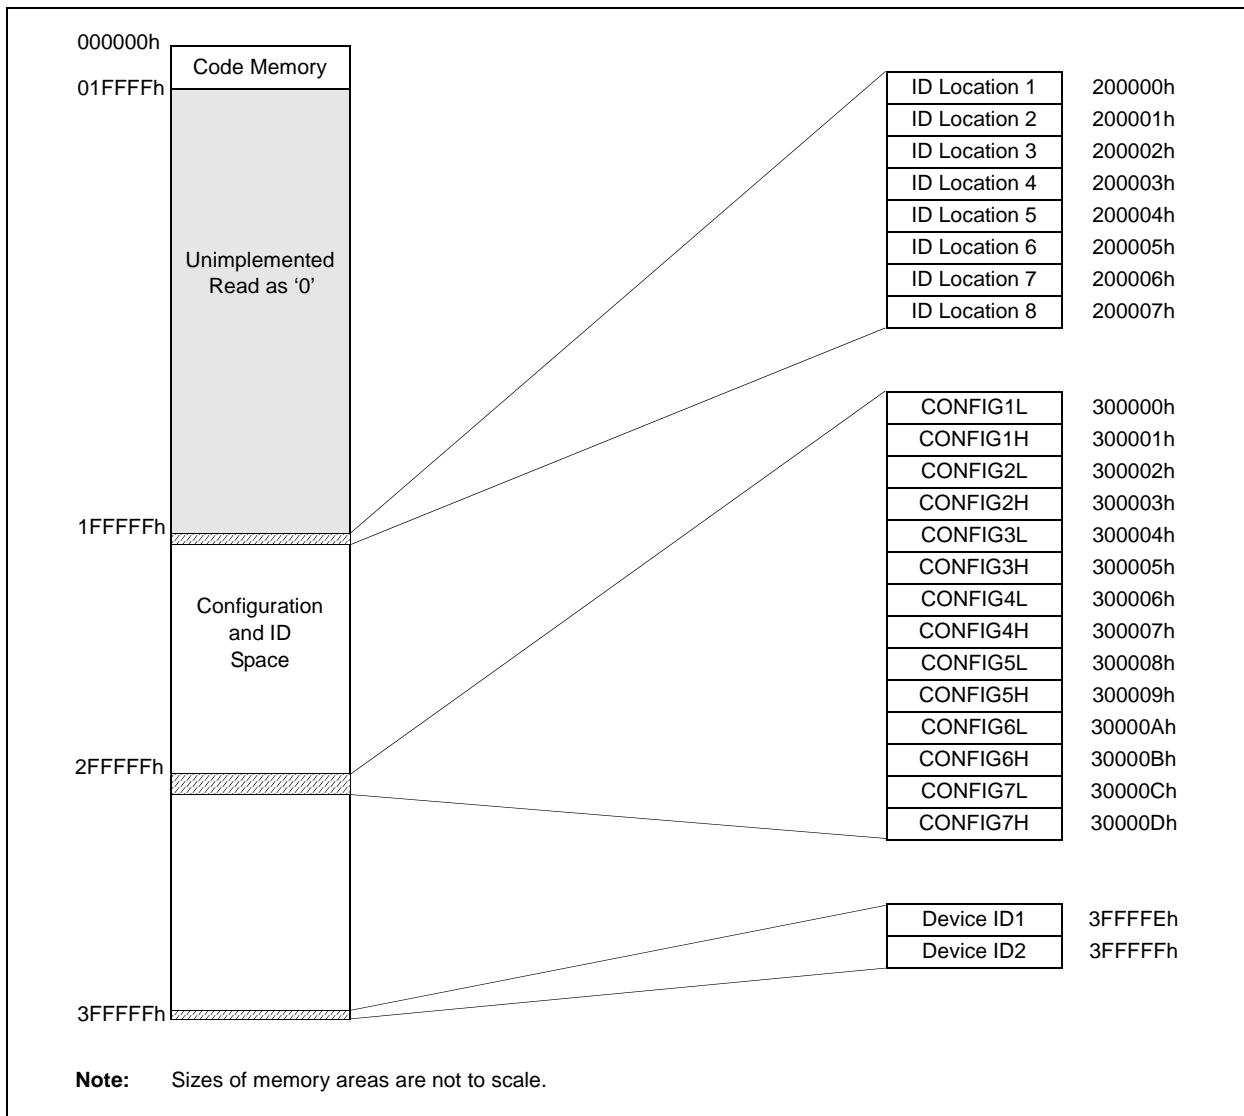 000000h
Code Memory
01FFFFh
Unimplemented
Read as ‘0’
1FFFFFh
Configuration
and ID
Space
2FFFFFh
3FFFFFh
ID Location 1 200000h
ID Location 2 200001h
ID Location 3 200002h
ID Location 4 200003h
ID Location 5 200004h
ID Location 6 200005h
ID Location 7 200006h
ID Location 8 200007h
CONFIG1L 300000h
CONFIG1H 300001h
CONFIG2L 300002h
CONFIG2H 300003h
CONFIG3L 300004h
CONFIG3H 300005h
CONFIG4L 300006h
CONFIG4H 300007h
CONFIG5L 300008h
CONFIG5H 300009h
CONFIG6L 30000Ah
CONFIG6H 30000Bh
CONFIG7L 30000Ch
CONFIG7H 30000Dh
Device ID1 3FFFFEh
Device ID2 3FFFFFh
Note: Sizes of memory areas are not to scale.